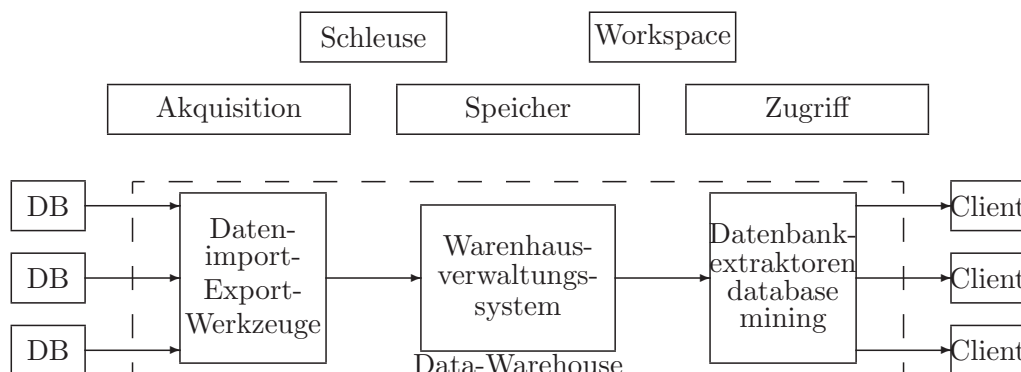 Schleuse
Workspace
Akquisition
Speicher
Zugriff
DB
DB
DB
Daten-
import-
Export-
Werkzeuge
Warenhaus-
verwaltungs-
system
Datenbank-
extraktoren
database
mining
Client
Client
Client
Data-Warehouse